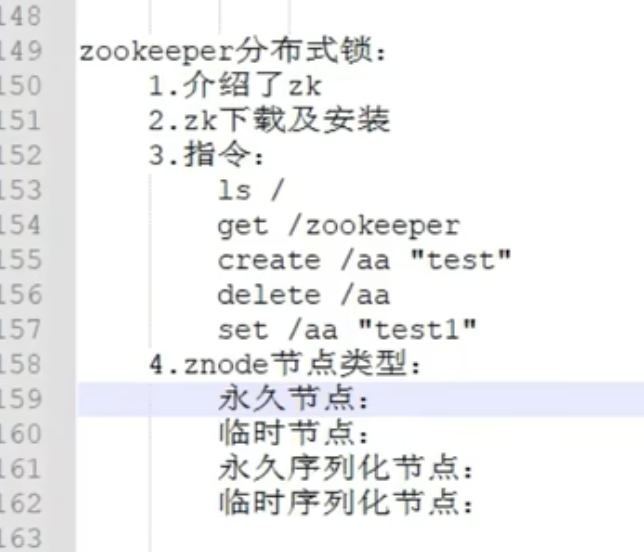 148
149 zookeeper分布式锁：
150 1.介绍了zk
151 2.zk下载及安装
152 3.指令：
153 ls /
154 get /zookeeper
155 create /aa "test"
156 delete /aa
157 set /aa "test1"
158 4.znode节点类型：
159 永久节点：
160 临时节点：
161 永久序列化节点：
162 临时序列化节点：
163